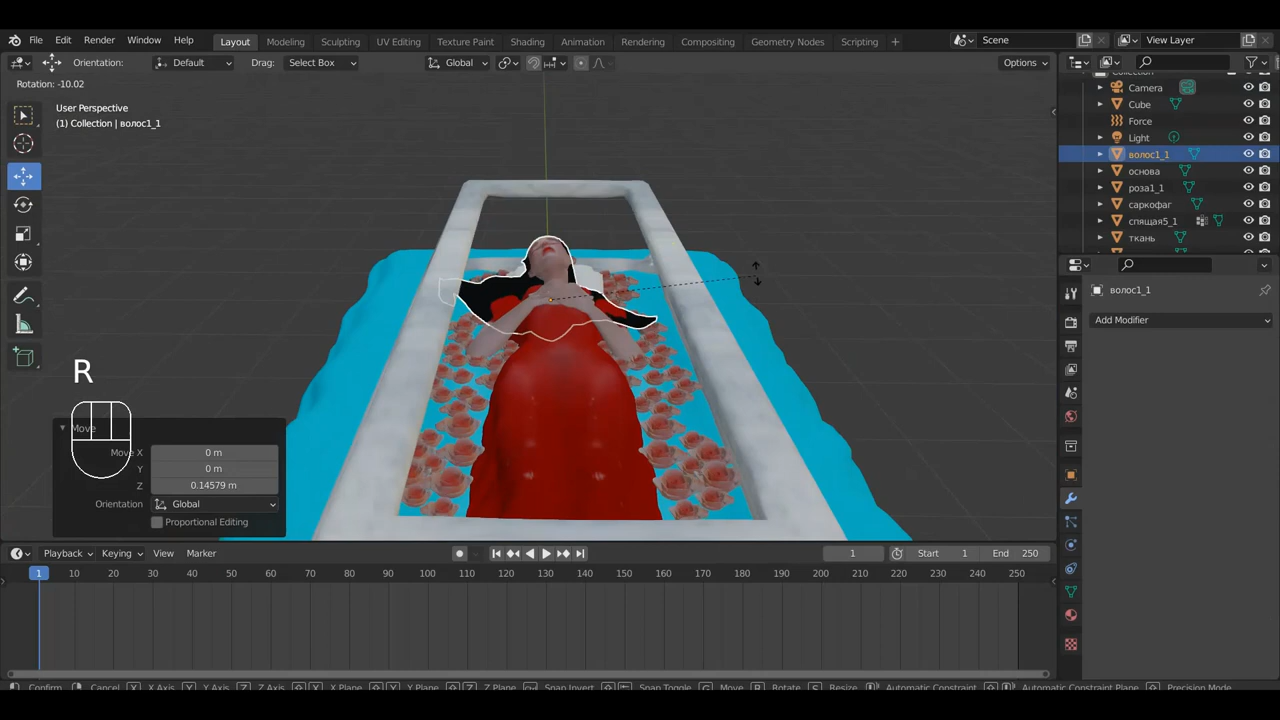 File Edit Render Window Help Layout Modeling Sculpting UV Editing Texture Paint Shading Animation Rendering Compositing Geometry Nodes Scripting + Scene View Layer
Orientation: Default Drag: Select Box Global Options
Rotation: -10.02
User Perspective
(1) Collection | волос1_1
Collection
Camera
Cube
Force
Light
волос1_1
основа
роза1_1
саркофаг
спящая5_1
ткань
волос1_1
Add Modifier
R
Move
Move X 0 m
Y 0 m
Z 0.14579 m
Orientation Global
Proportional Editing
Playback Keying View Marker 1 Start 1 End 250
1 10 20 30 40 50 60 70 80 90 100 110 120 130 140 150 160 170 180 190 200 210 220 230 240 250
Confirm X Cancel X X Axis Y Y Axis Z Z Axis X X Plane Y Y Plane Z Z Plane Snap Invert Snap Toggle G Move R Rotate S Resize Automatic Constraint Automatic Constraint Plane Precision Mode